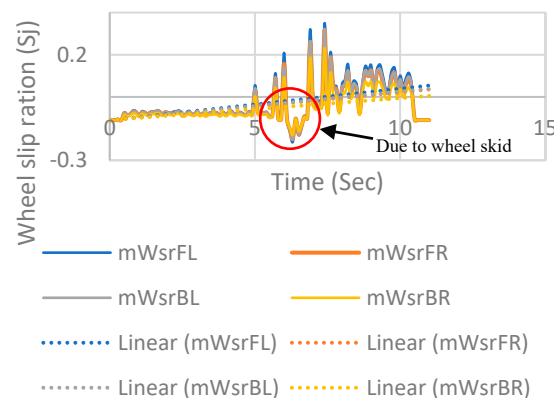 Wheel slip ration (Sj)
0.2
-0.3
0
5
10
15
Due to wheel skid
Time (Sec)
mWsrFL
mWsrFR
mWsrBL
mWsrBR
Linear (mWsrFL)
Linear (mWsrFR)
Linear (mWsrBL)
Linear (mWsrBR)